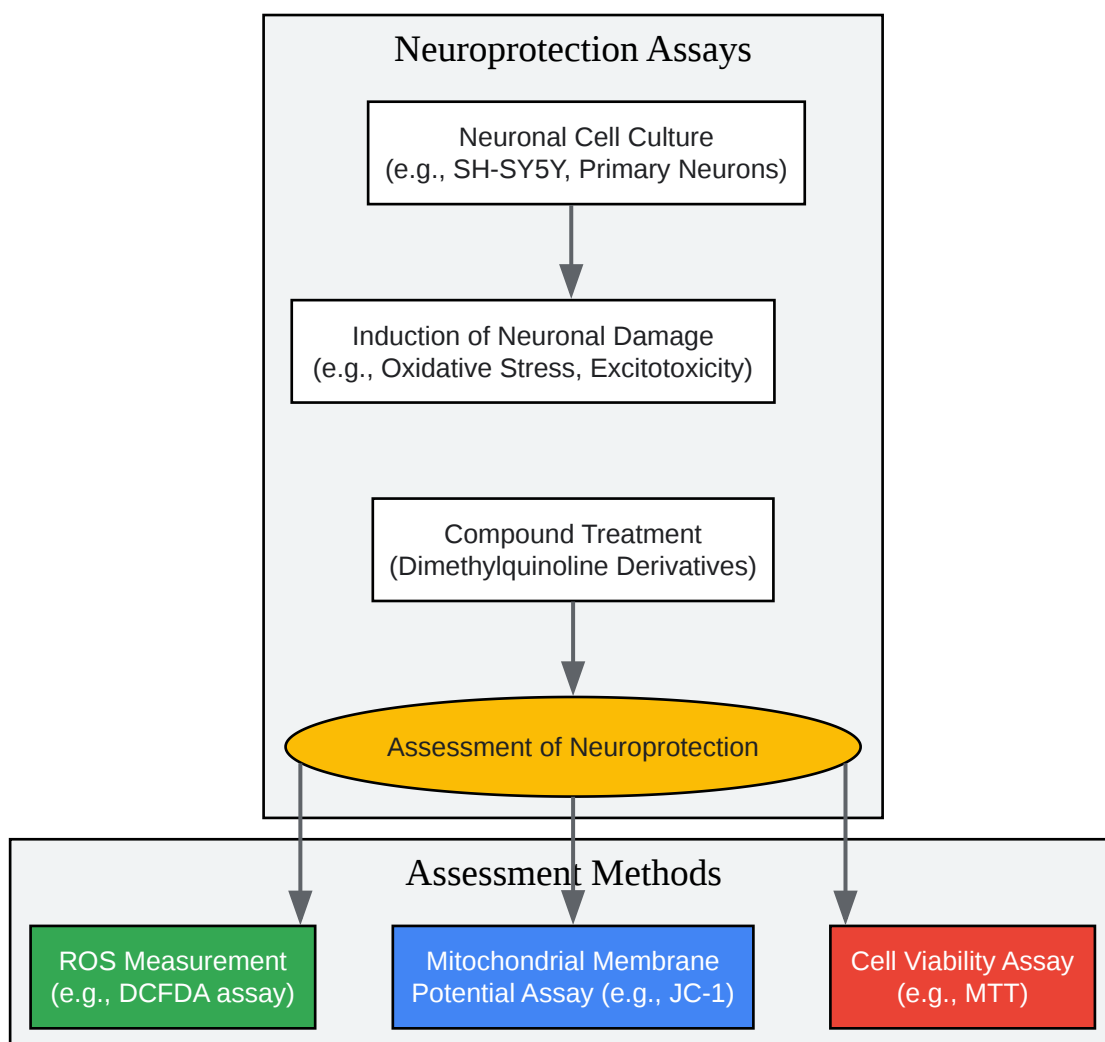 Neuroprotection Assays
Neuronal Cell Culture
(e.g., SH-SY5Y, Primary Neurons)
Induction of Neuronal Damage
(e.g., Oxidative Stress, Excitotoxicity)
Compound Treatment
(Dimethylquinoline Derivatives)
Assessment of Neuroprotection
Assessment Methods
ROS Measurement
(e.g., DCFDA assay)
Mitochondrial Membrane
Potential Assay (e.g., JC-1)
Cell Viability Assay
(e.g., MTT)